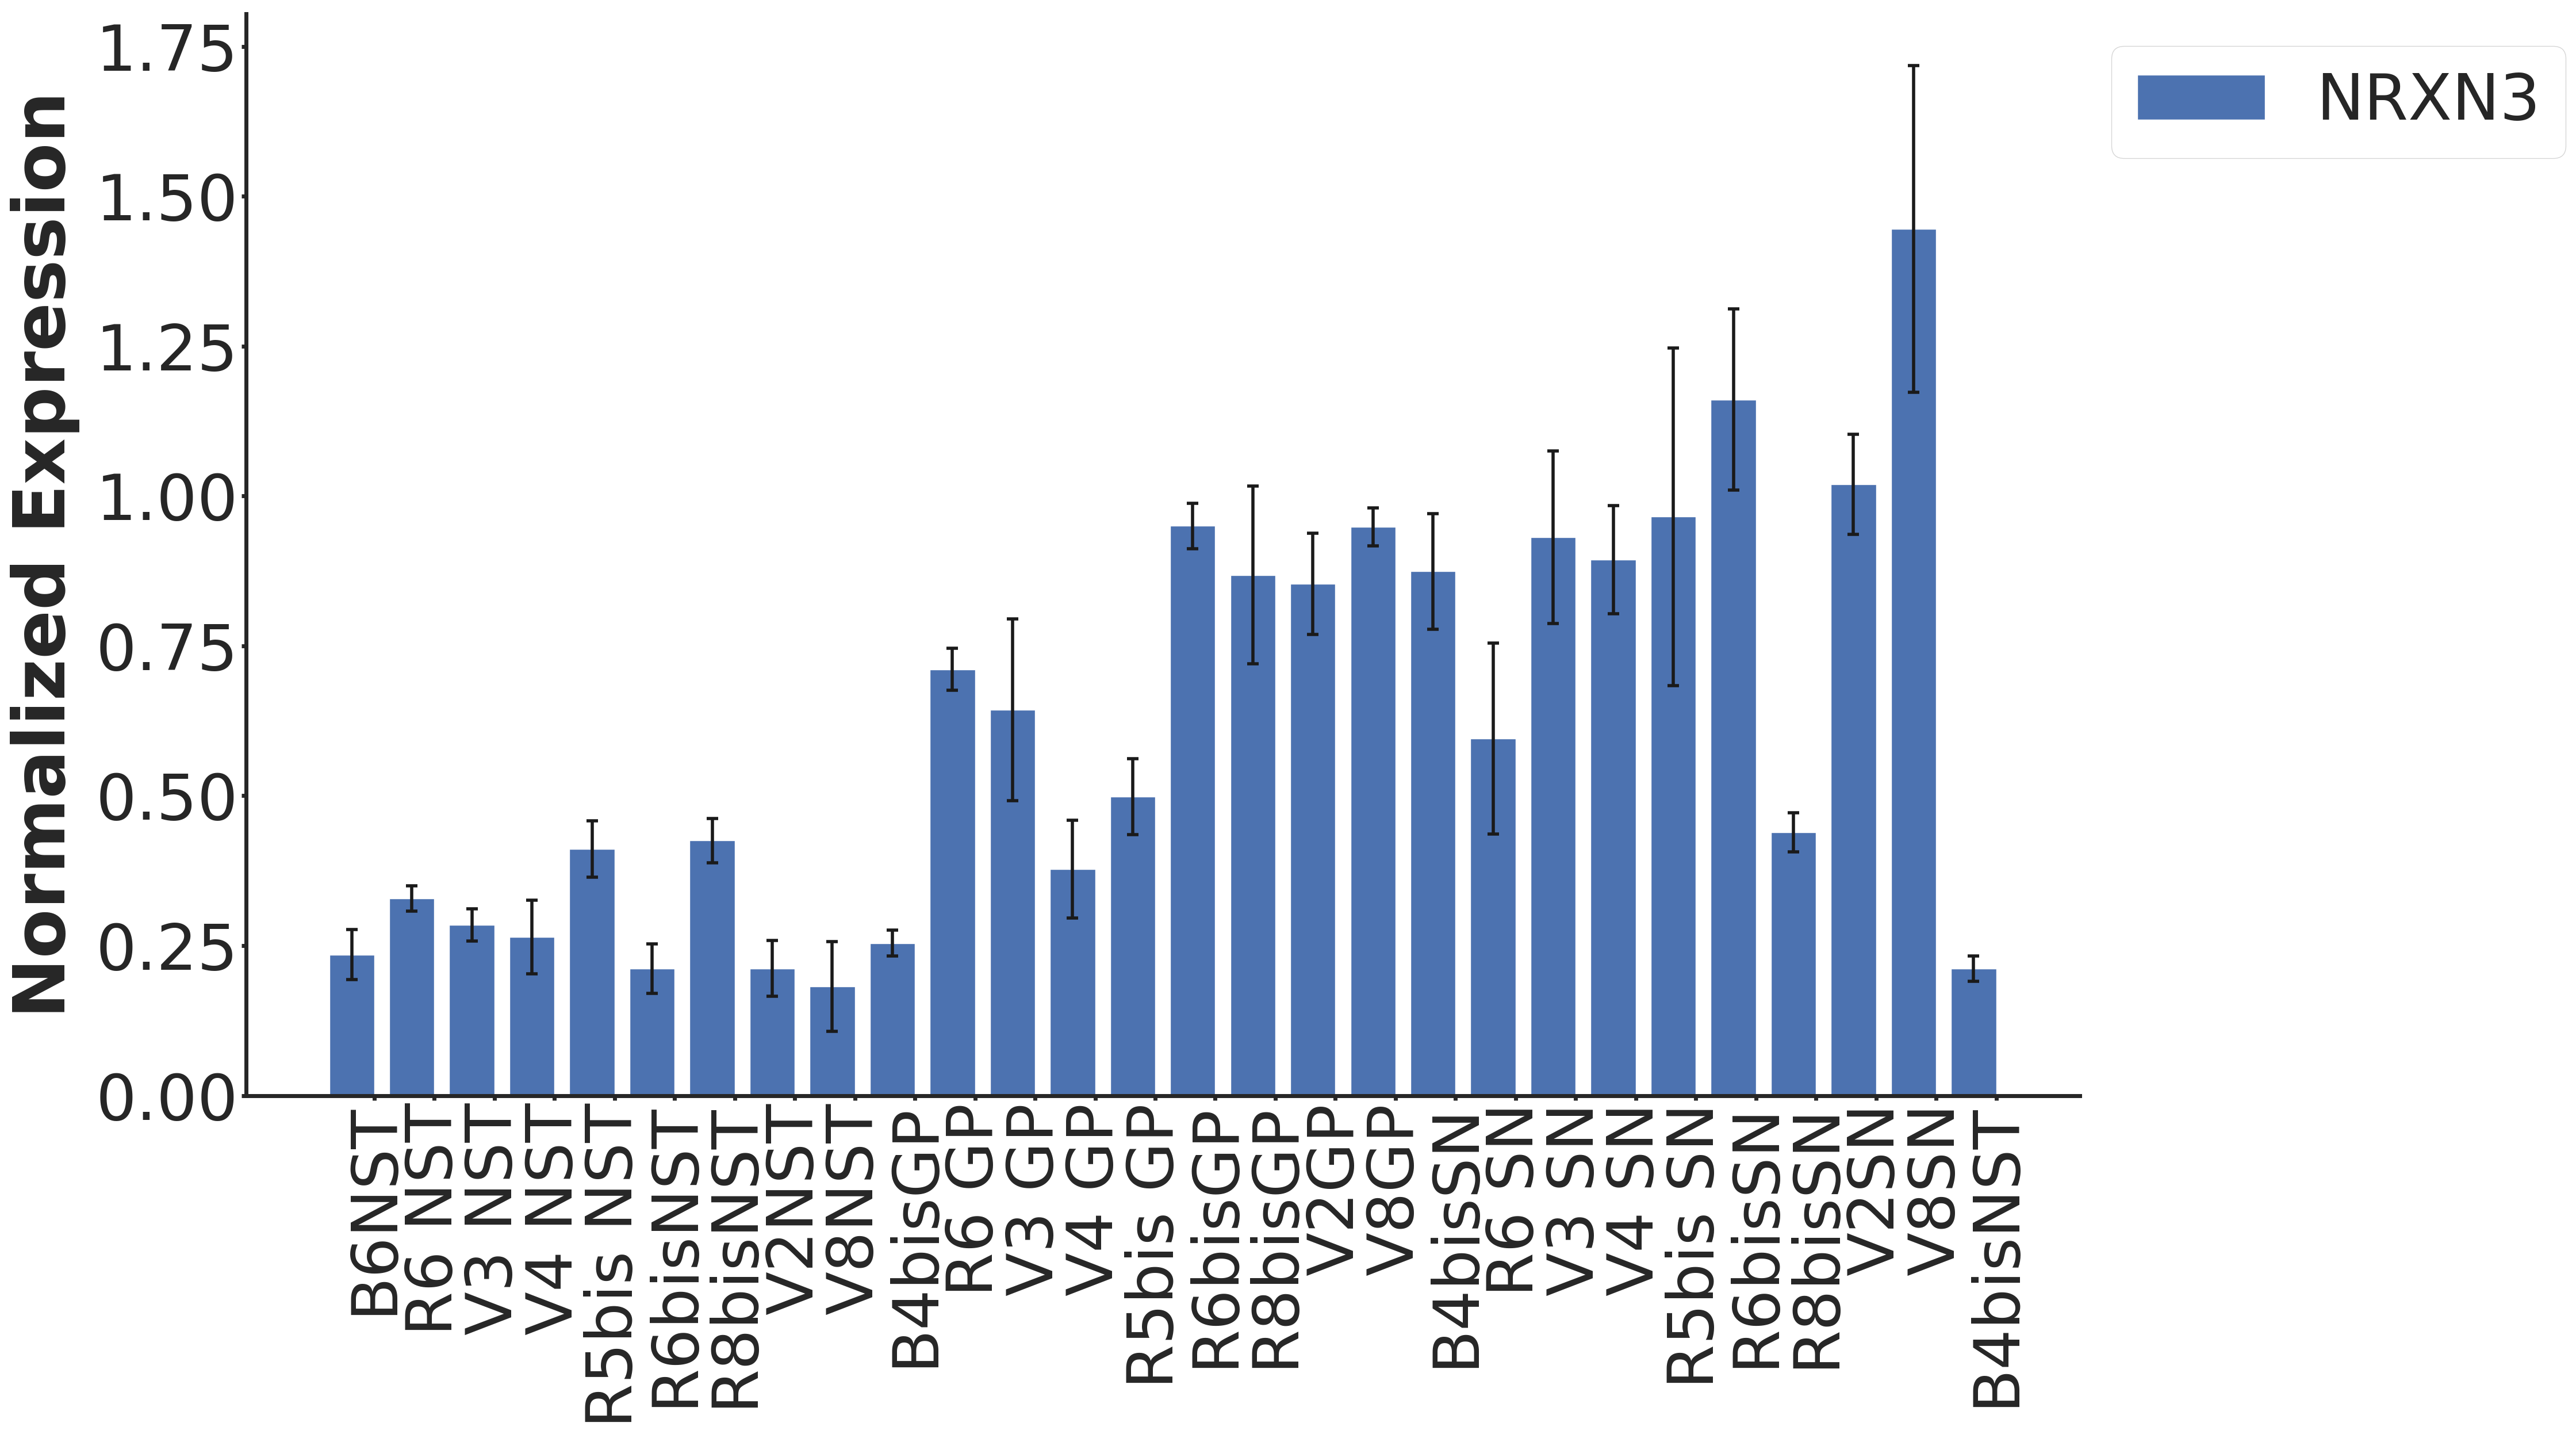 Normalized Expression
1.75
1.50
1.25
1.00
0.75
0.50
0.25
0.00
B6NST
R6 NST
V3 NST
V4 NST
R5bis NST
R6bisNST
R8bisNST
V2NST
V8NST
B4bisGP
R6 GP
V3 GP
V4 GP
R5bis GP
R6bisGP
R8bisGP
V2GP
V8GP
B4bisSN
R6 SN
V3 SN
V4 SN
R5bis SN
R6bisSN
R8bisSN
V2SN
V8SN
B4bisNST
NRXN3